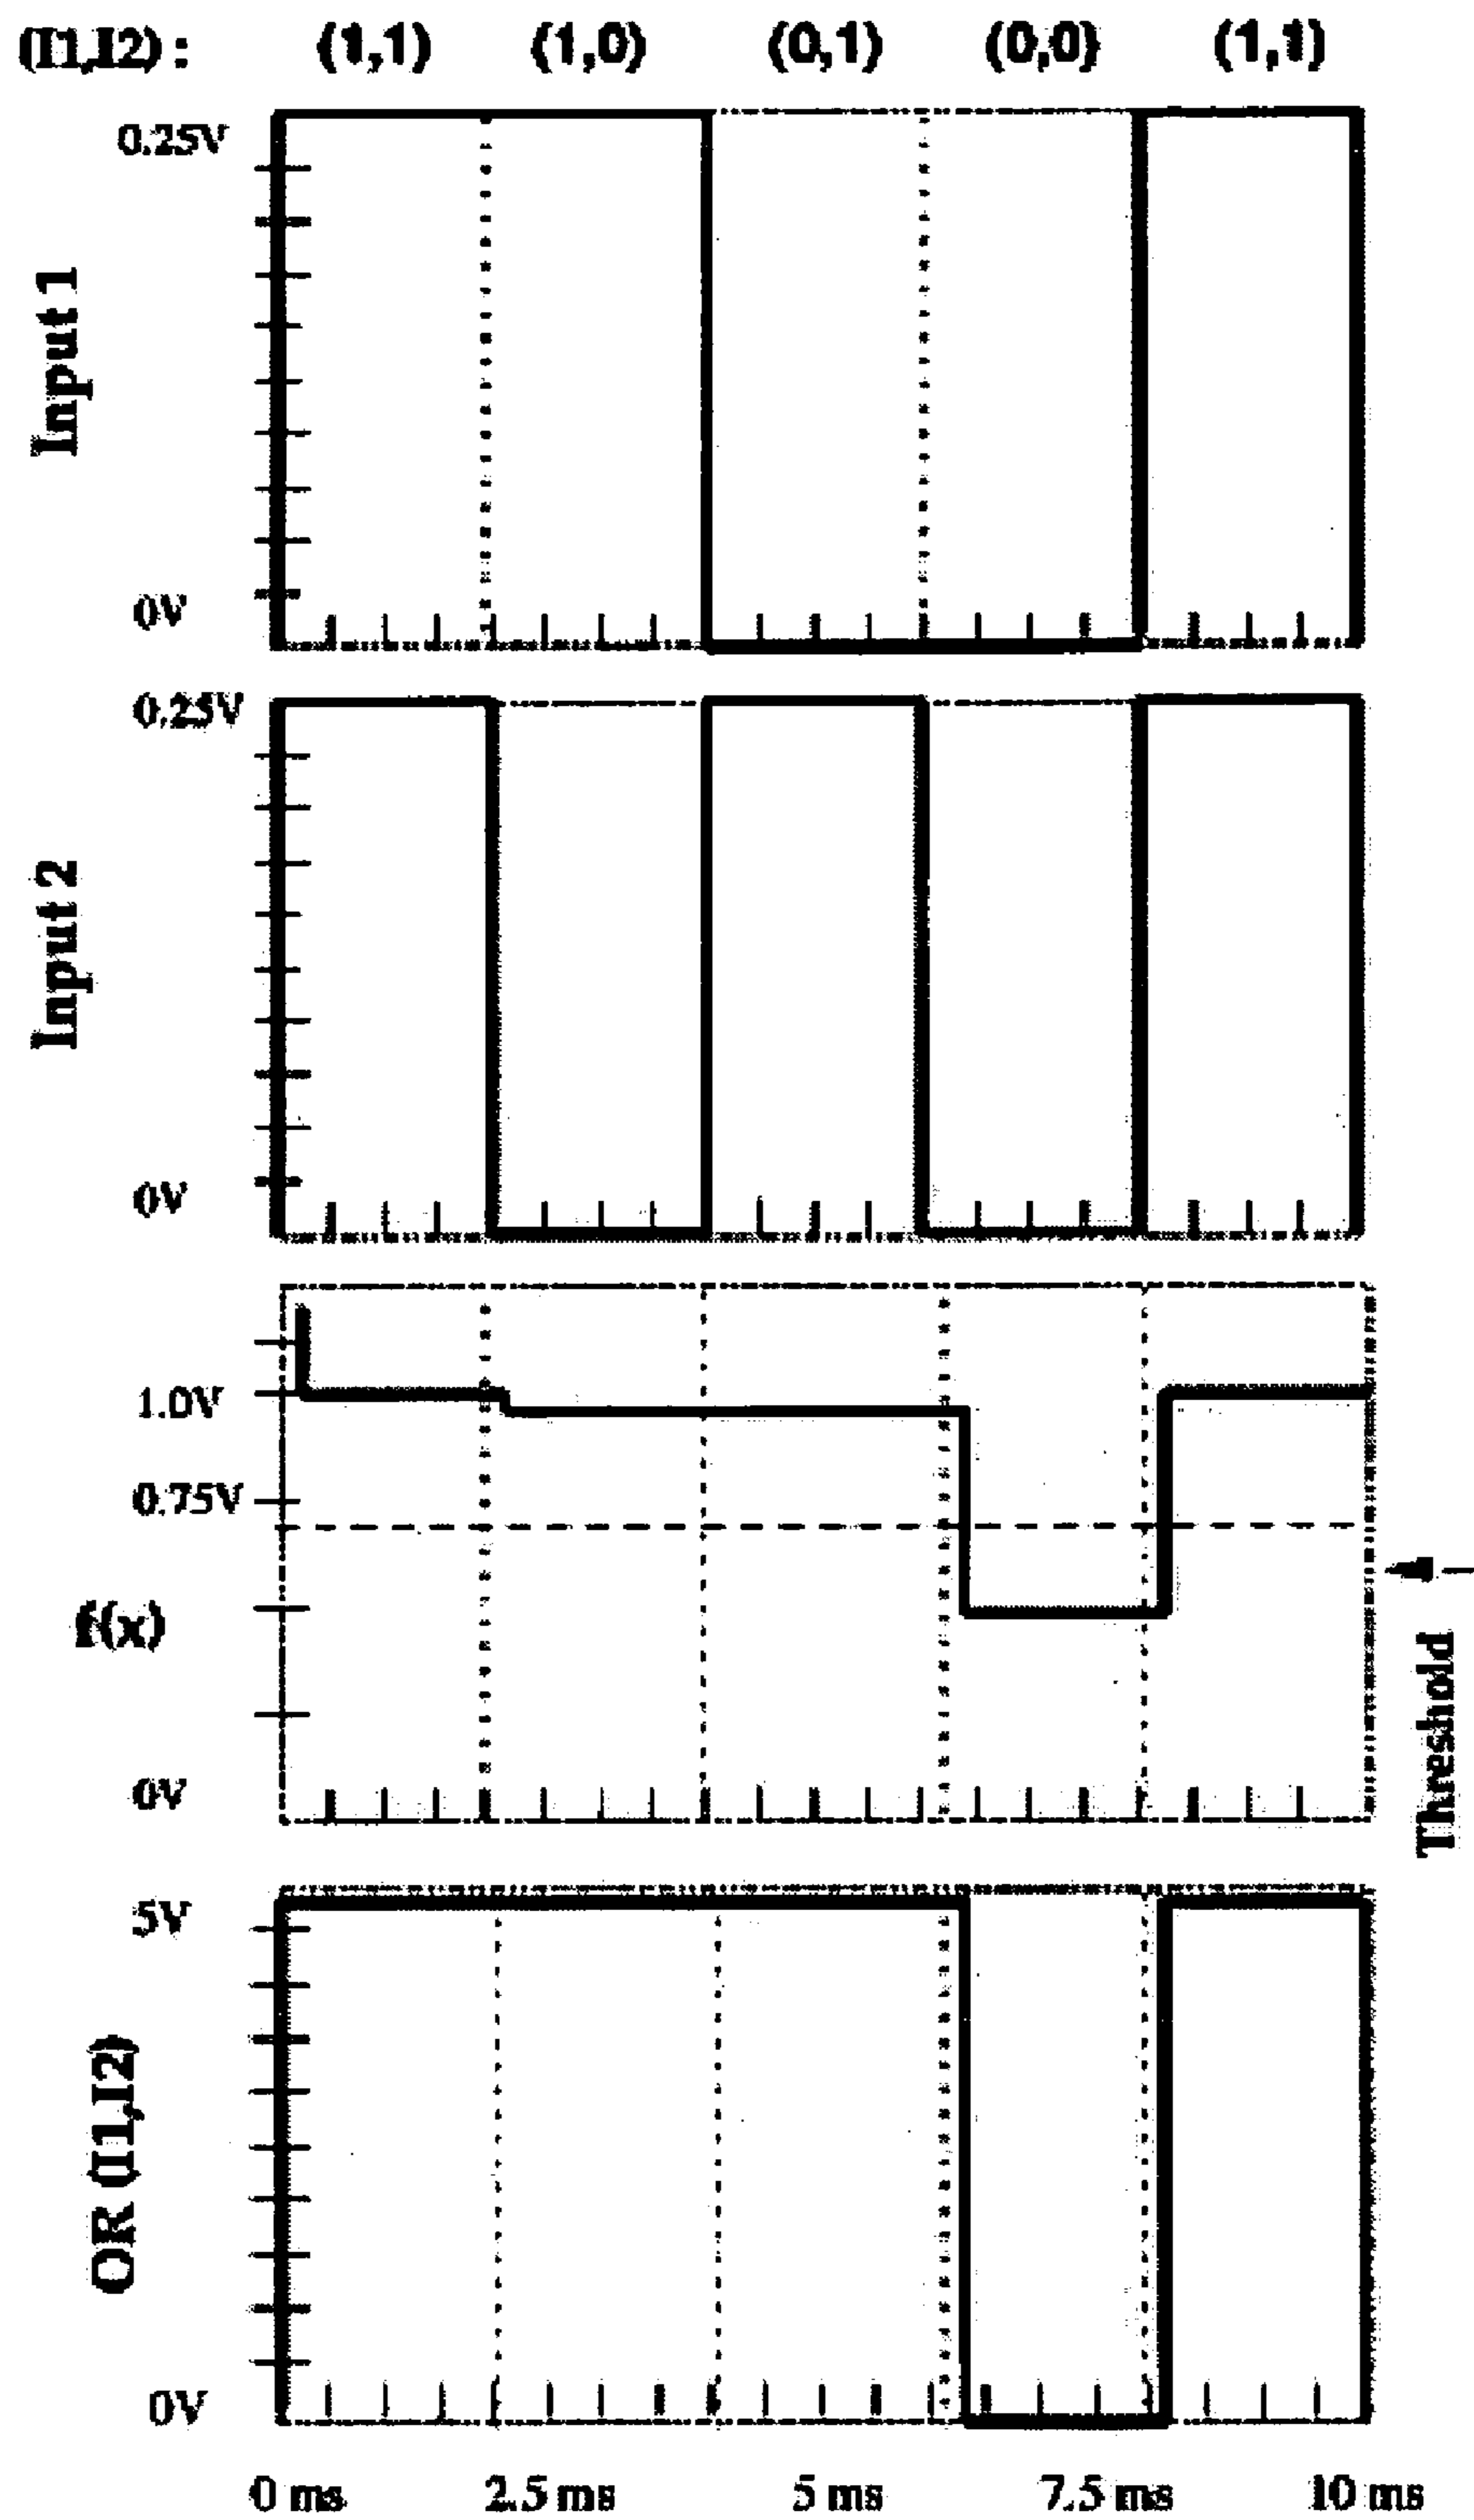 (I1,I2) : (1,1) (1,0) (0,1) (0,0) (1,1)
0.25V
Input 1
0V
0.25V
Input 2
0V
1.0V
0.75V
f(x)
0V
Threshold
5V
OR (I1,I2)
0V
0 ms 2.5 ms 5 ms 7.5 ms 10 ms